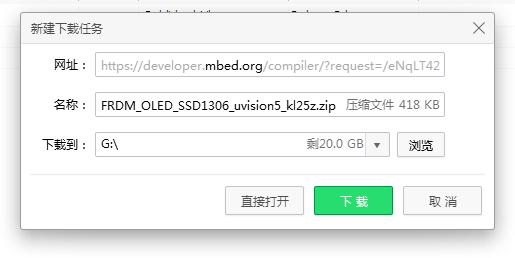 新建下载任务
网址： https://developer.mbed.org/compiler/?request=/eNqLT42
名称： FRDM_OLED_SSD1306_uvision5_kl25z.zip 压缩文件 418 KB
下载到： G:\ 剩20.0 GB 浏览
直接打开 下载 取消